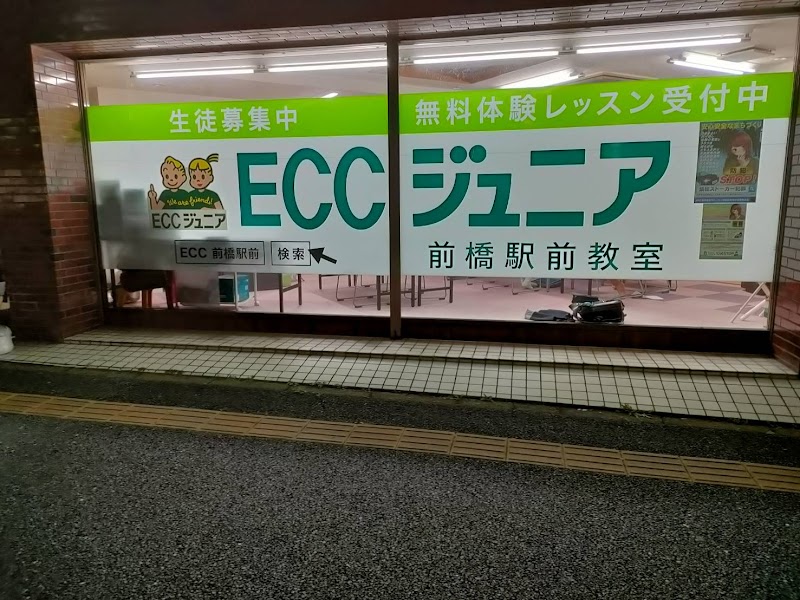 生徒募集中
無料体験レッスン受付中
We are friends!
ECCジュニア
ECCジュニア
ECC 前橋駅前 検索
前橋駅前教室